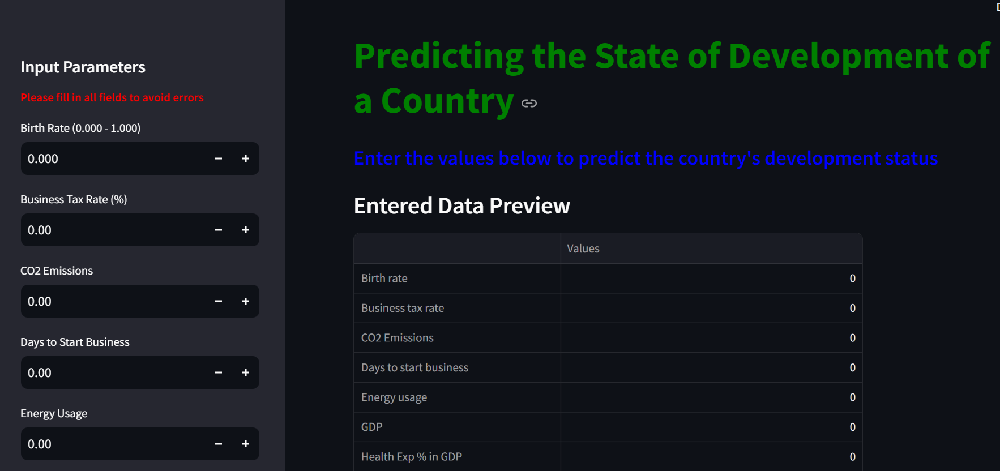 Input Parameters
Please fill in all fields to avoid errors
Birth Rate (0.000 - 1.000)
0.000
Business Tax Rate (%)
0.00
CO2 Emissions
0.00
Days to Start Business
0.00
Energy Usage
0.00
Predicting the State of Development of
a Country
Enter the values below to predict the country's development status
Entered Data Preview
Values
Birth rate 0
Business tax rate 0
CO2 Emissions 0
Days to start business 0
Energy usage 0
GDP 0
Health Exp % in GDP 0